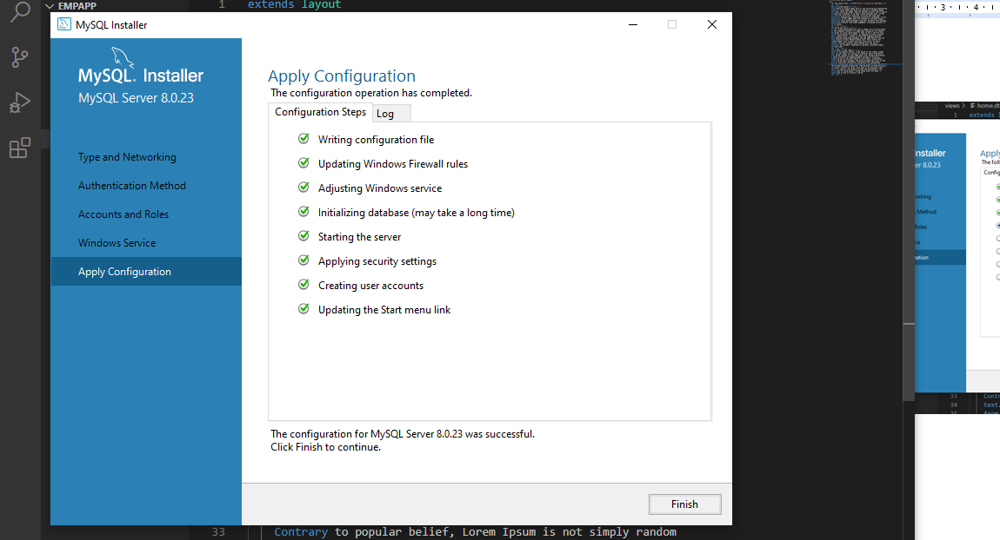 EMPAPP
1 extends layout
MySQL Installer
MySQL. Installer
MySQL Server 8.0.23
Type and Networking
Authentication Method
Accounts and Roles
Windows Service
Apply Configuration
Apply Configuration
The configuration operation has completed.
Configuration Steps
Log
Writing configuration file
Updating Windows Firewall rules
Adjusting Windows service
Initializing database (may take a long time)
Starting the server
Applying security settings
Creating user accounts
Updating the Start menu link
The configuration for MySQL Server 8.0.23 was successful.
Click Finish to continue.
Finish
33 Contrary to popular belief, Lorem Ipsum is not simply random
3 4
views > home.dt
1 extends l
nstaller
er 8.0.23
orking
Method
Roles
ce
ration
Apply
The foll
Config
33 Contr
34 text.
35